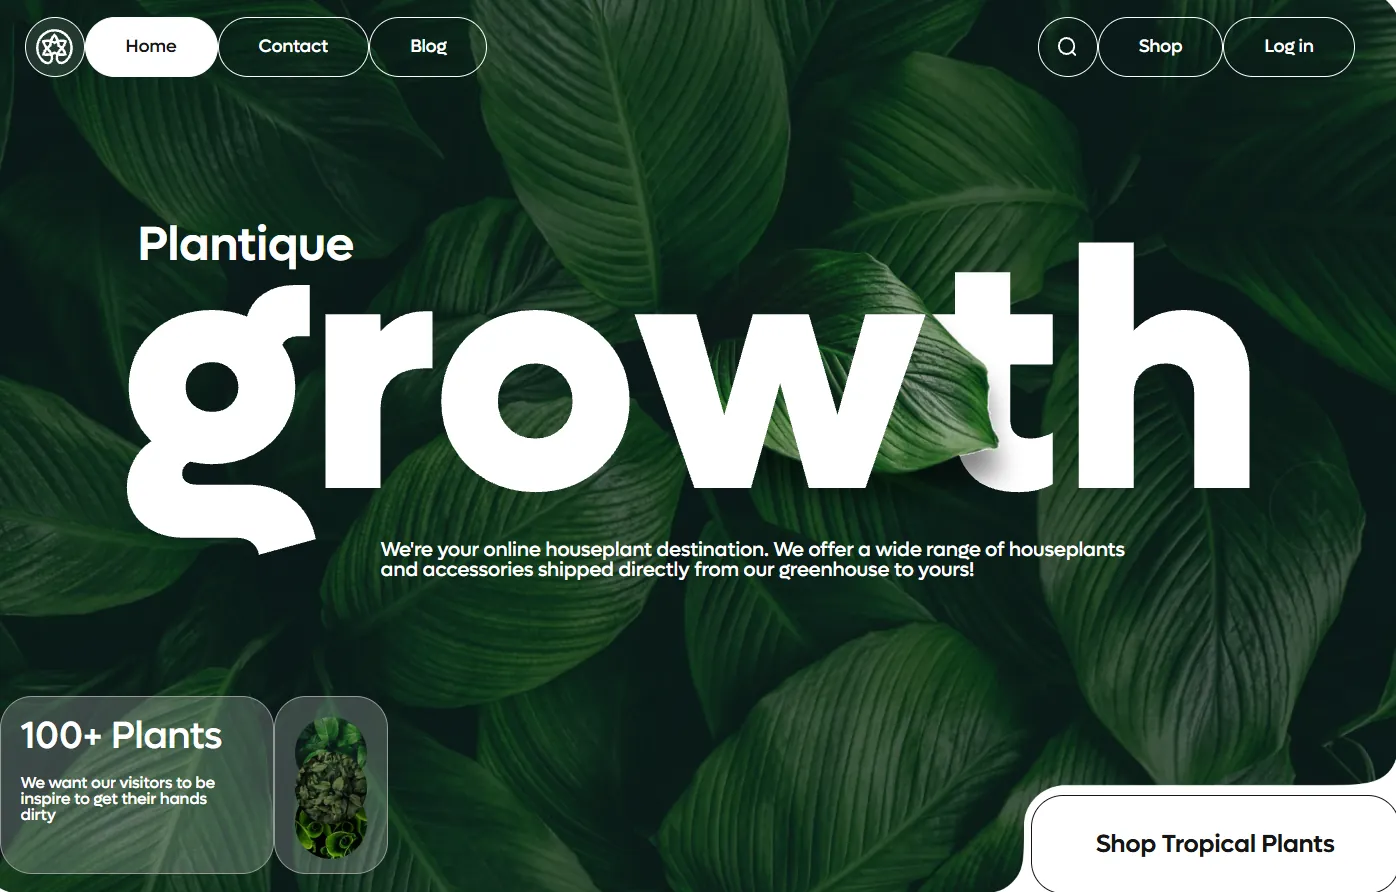 Home
Contact
Blog
Shop
Log in
Plantique
growth
We're your online houseplant destination. We offer a wide range of houseplants
and accessories shipped directly from our greenhouse to yours!
100+ Plants
We want our visitors to be
inspire to get their hands
dirty
Shop Tropical Plants